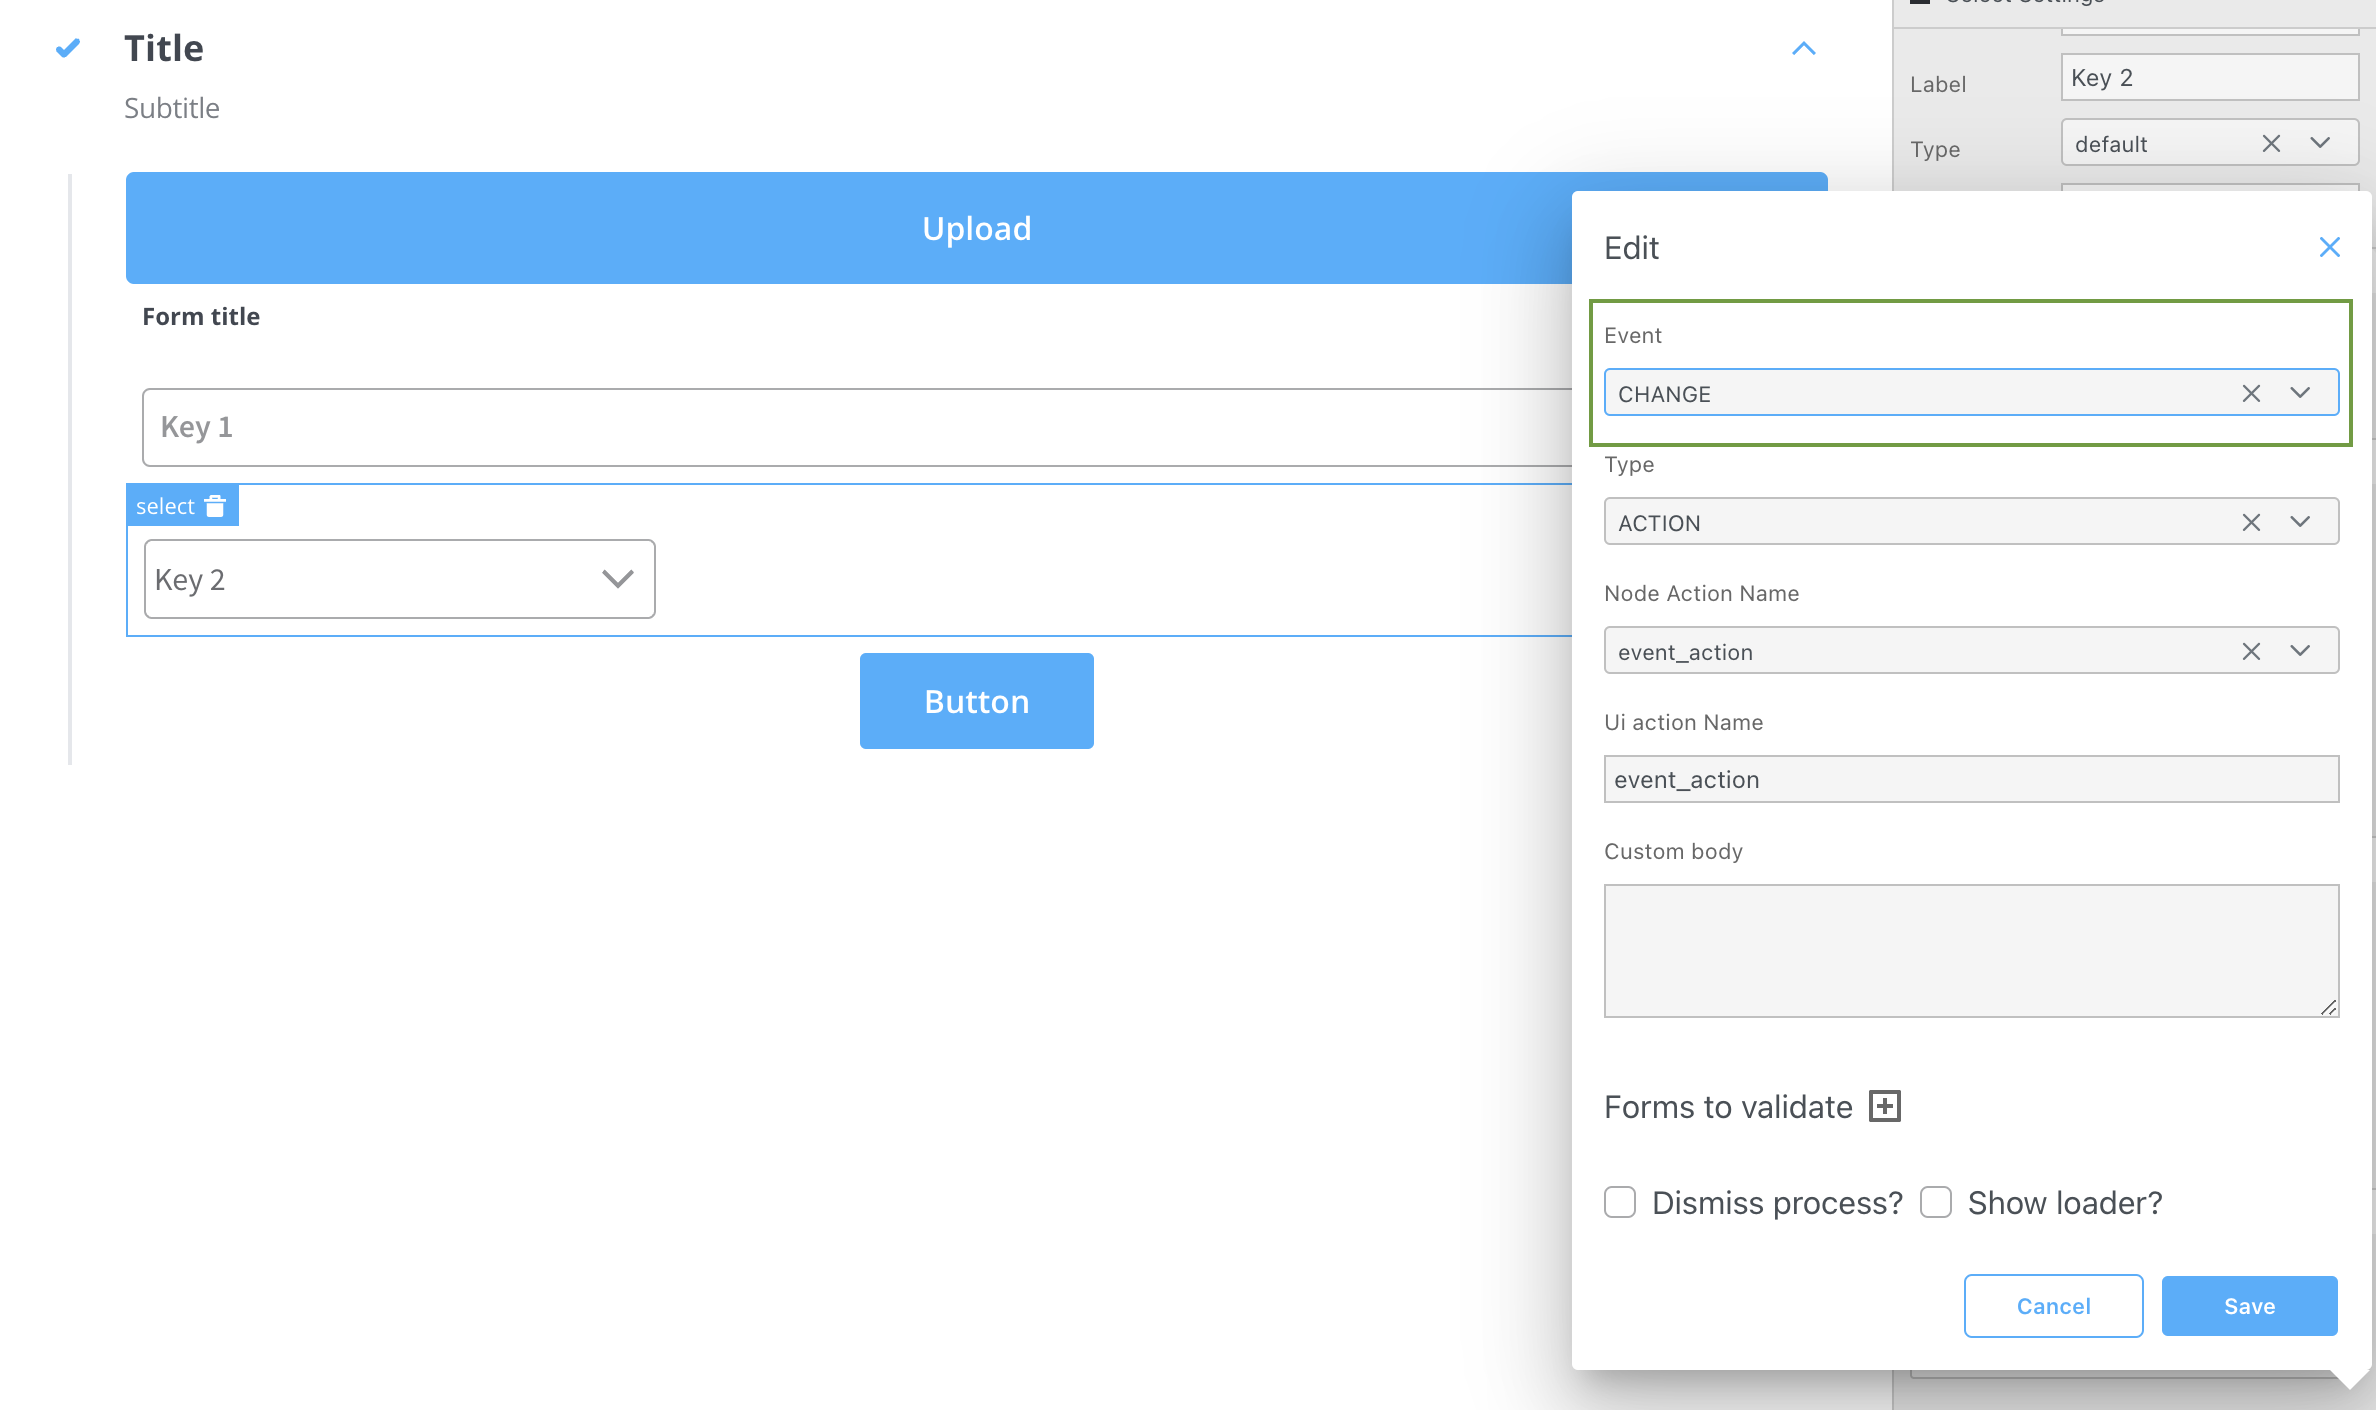 Title
Subtitle
Upload
Form title
Key 1
select
Key 2
Button
Select Settings
Label
Key 2
Type
default
Edit
Event
CHANGE
Type
ACTION
Node Action Name
event_action
Ui action Name
event_action
Custom body
Forms to validate
Dismiss process? Show loader?
Cancel Save